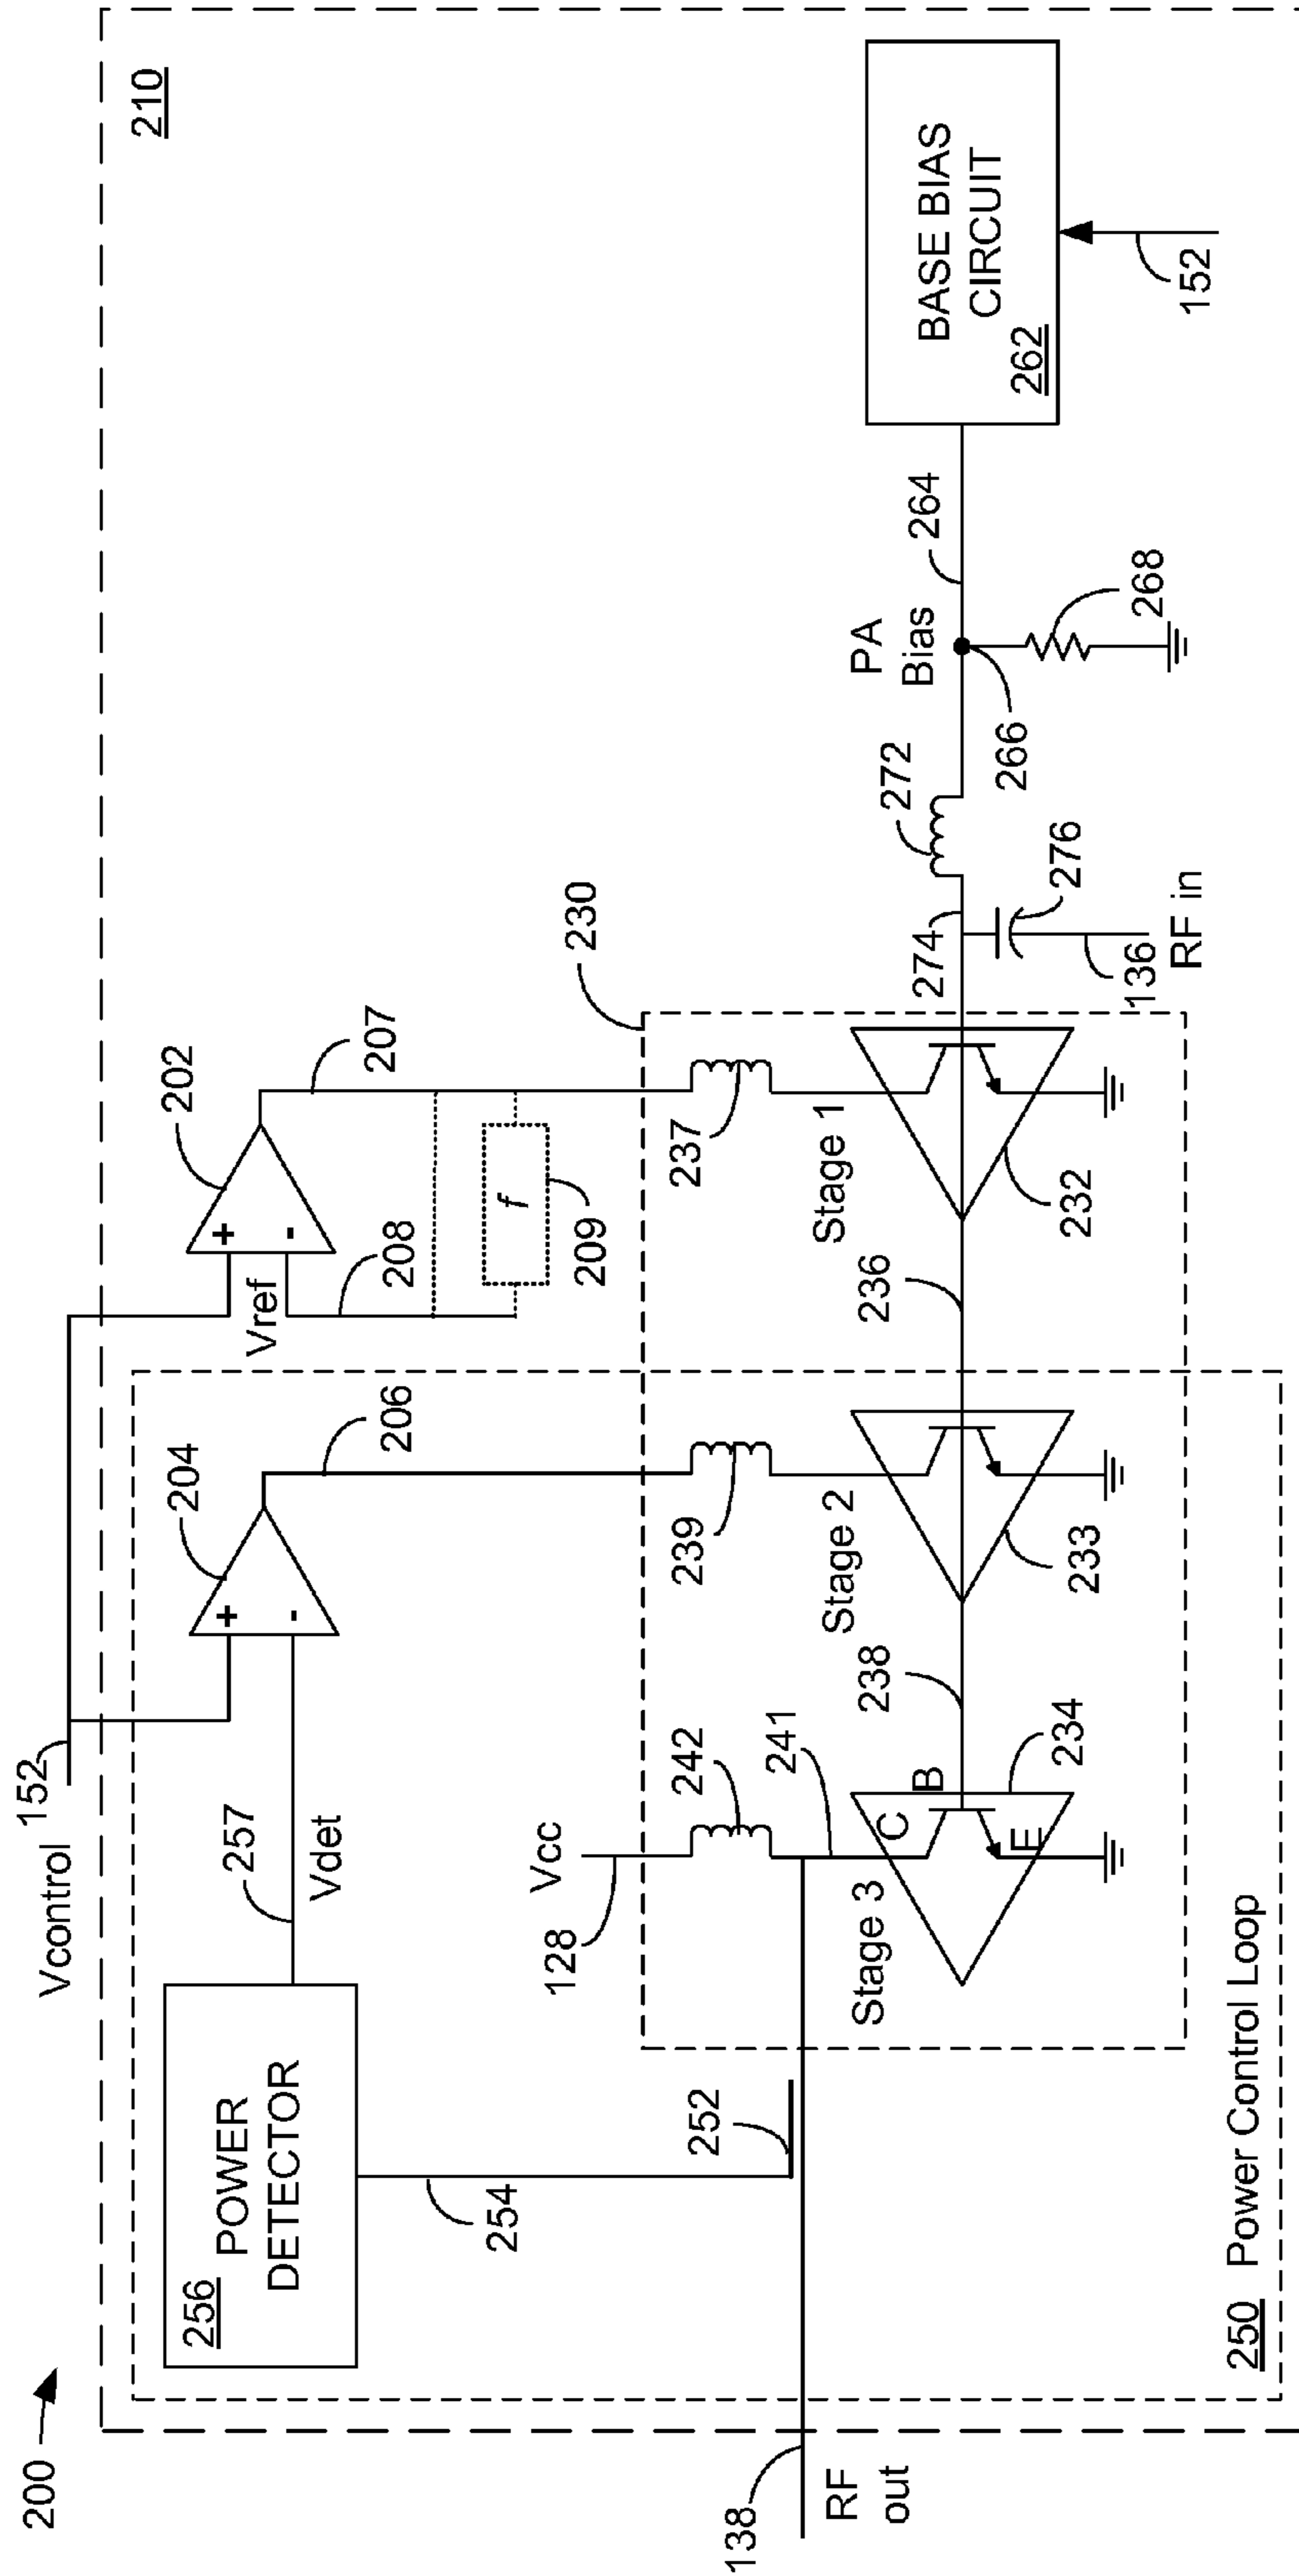 200
Vcontrol
152
210
256
POWER
DETECTOR
257
Vdet
204
+
-
206
202
+
-
Vref
207
208
f
209
230
254
252
Vcc
128
242
241
239
237
138
RF
out
Stage 3
C
B
E
234
238
Stage 2
233
236
Stage 1
232
274
272
276
136
RF in
PA
Bias
266
264
268
BASE BIAS
CIRCUIT
262
152
250 Power Control Loop